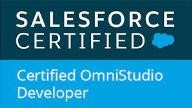 SALESFORCE
CERTIFIED
Certified OmniStudio
Developer